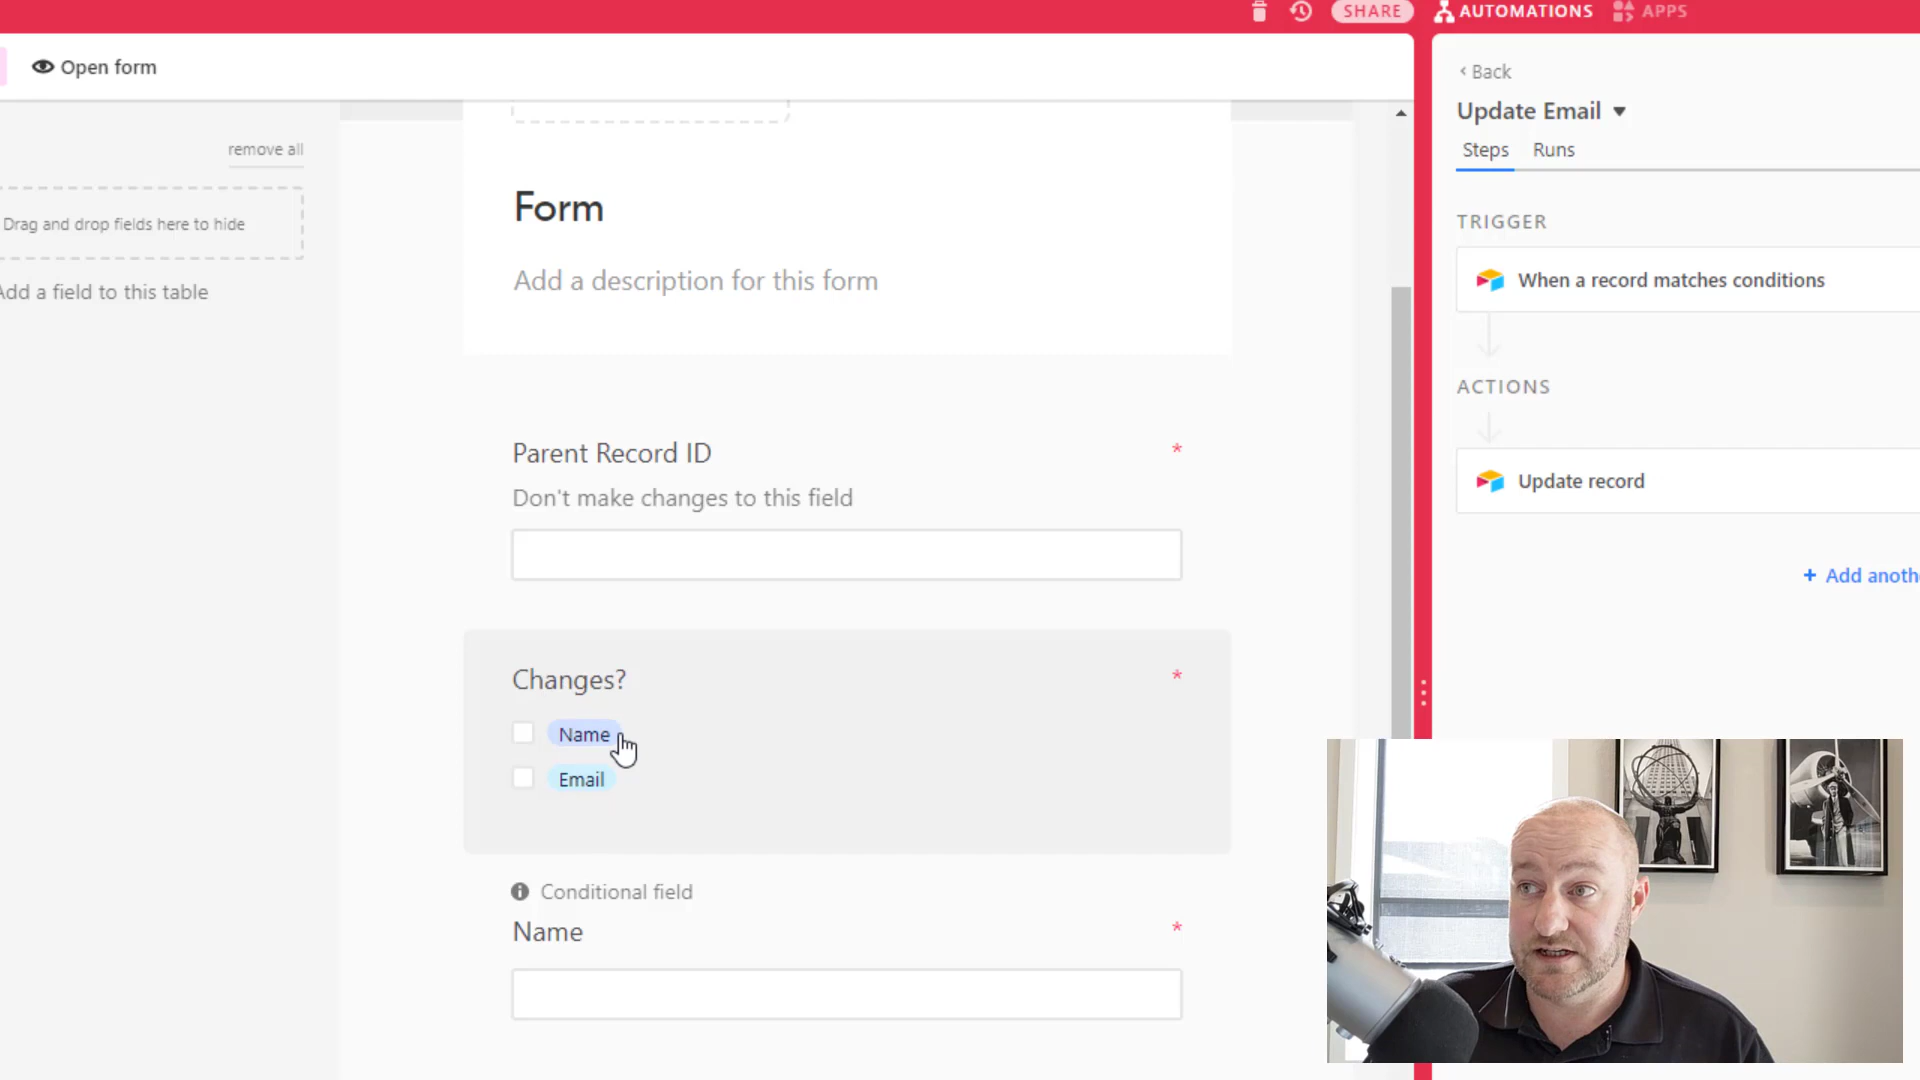 SHARE
AUTOMATIONS
APPS
Open form
‹ Back
Update Email
Steps Runs
remove all
Drag and drop fields here to hide
Add a field to this table
Form
Add a description for this form
TRIGGER
When a record matches conditions
ACTIONS
Update record
+ Add anoth
Parent Record ID *
Don't make changes to this field
Changes? *
Name
Email
Conditional field
Name *